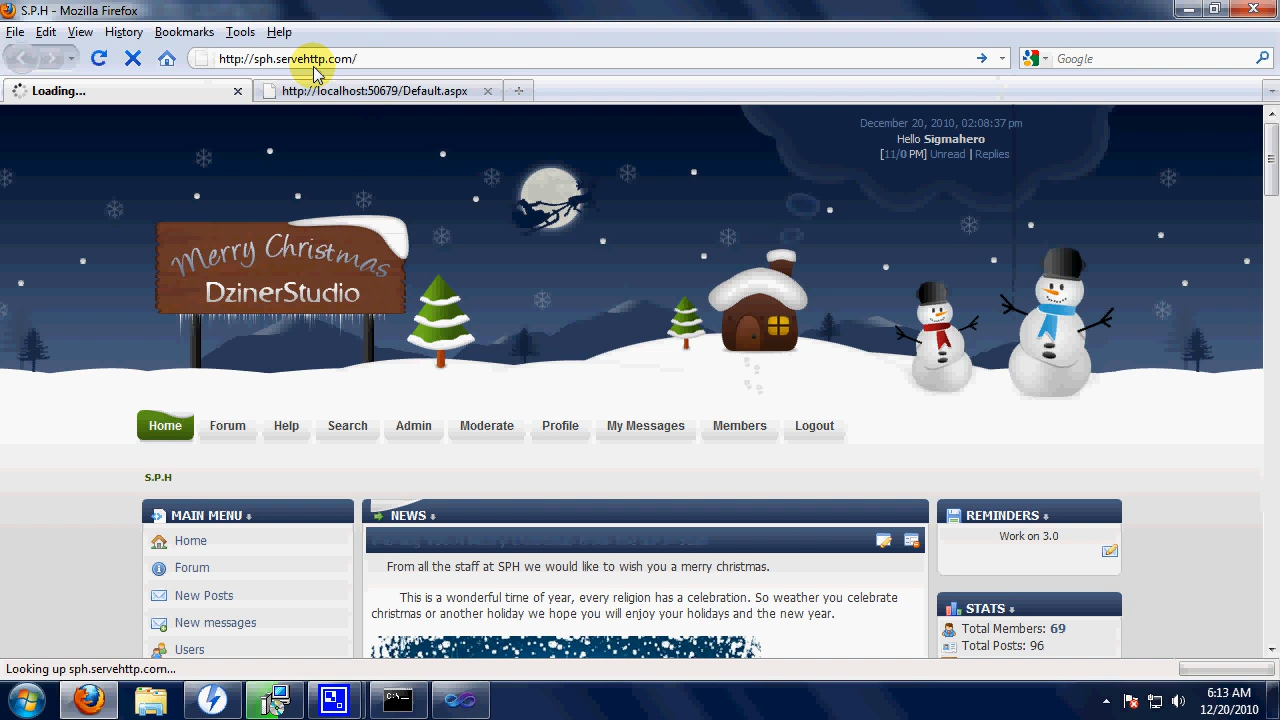 S.P.H - Mozilla Firefox
File Edit View History Bookmarks Tools Help
http://sph.servehttp.com/
Google
Loading...
http://localhost:50679/Default.aspx
December 20, 2010, 02:08:37 pm
Hello Sigmahero
[11/0 PM] Unread | Replies
Merry Christmas
DzinerStudio
Home Forum Help Search Admin Moderate Profile My Messages Members Logout
S.P.H
MAIN MENU
Home
Forum
New Posts
New messages
Users
NEWS
From all the staff at SPH we would like to wish you a merry christmas.
This is a wonderful time of year, every religion has a celebration. So weather you celebrate
christmas or another holiday we hope you will enjoy your holidays and the new year.
REMINDERS
Work on 3.0
STATS
Total Members: 69
Total Posts: 96
Looking up sph.servehttp.com...
C:\
6:13 AM
12/20/2010